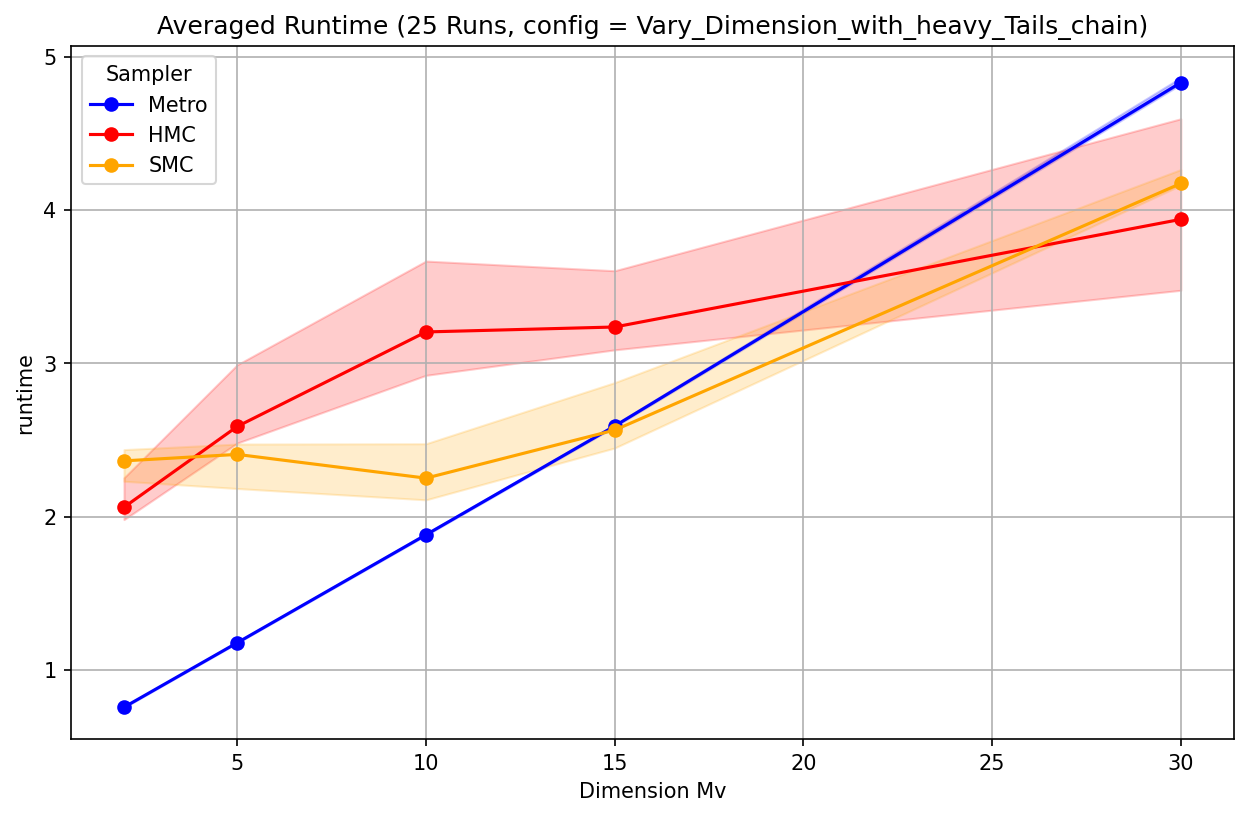 Averaged Runtime (25 Runs, config = Vary_Dimension_with_heavy_Tails_chain)
Sampler
Metro
HMC
SMC
5
4
3
2
1
runtime
5 10 15 20 25 30
Dimension Mv